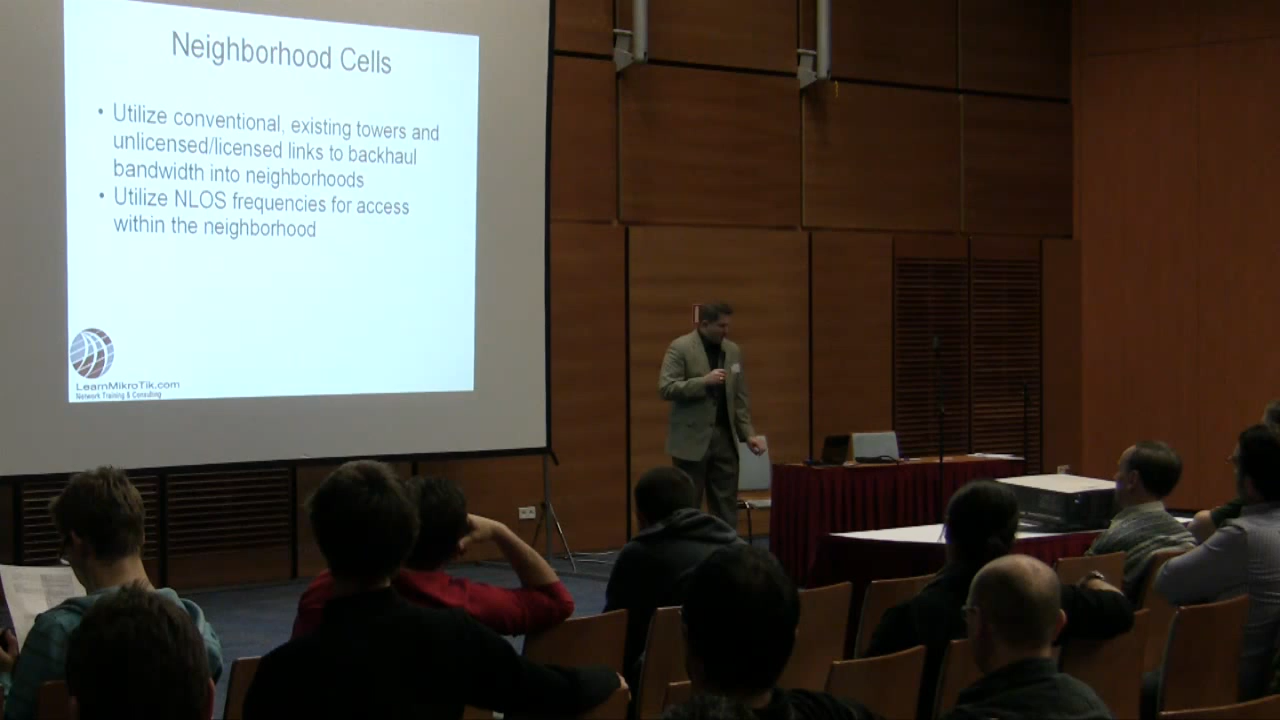 Neighborhood Cells
• Utilize conventional, existing towers and
unlicensed/licensed links to backhaul
bandwidth into neighborhoods
• Utilize NLOS frequencies for access
within the neighborhood
LearnMikroTik.com
Network Training & Consulting